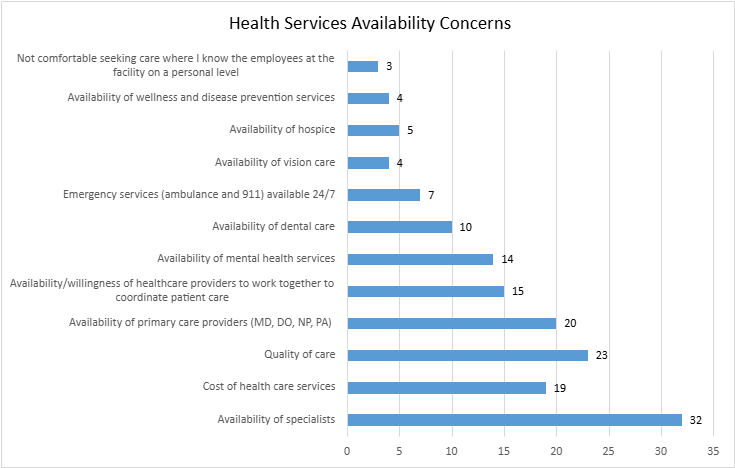 Health Services Availability Concerns
Not comfortable seeking care where I know the employees at the
facility on a personal level
3
Availability of wellness and disease prevention services
4
Availability of hospice
5
Availability of vision care
4
Emergency services (ambulance and 911) available 24/7
7
Availability of dental care
10
Availability of mental health services
14
Availability/willingness of healthcare providers to work together to
coordinate patient care
15
Availability of primary care providers (MD, DO, NP, PA)
20
Quality of care
23
Cost of health care services
19
Availability of specialists
32
0 5 10 15 20 25 30 35